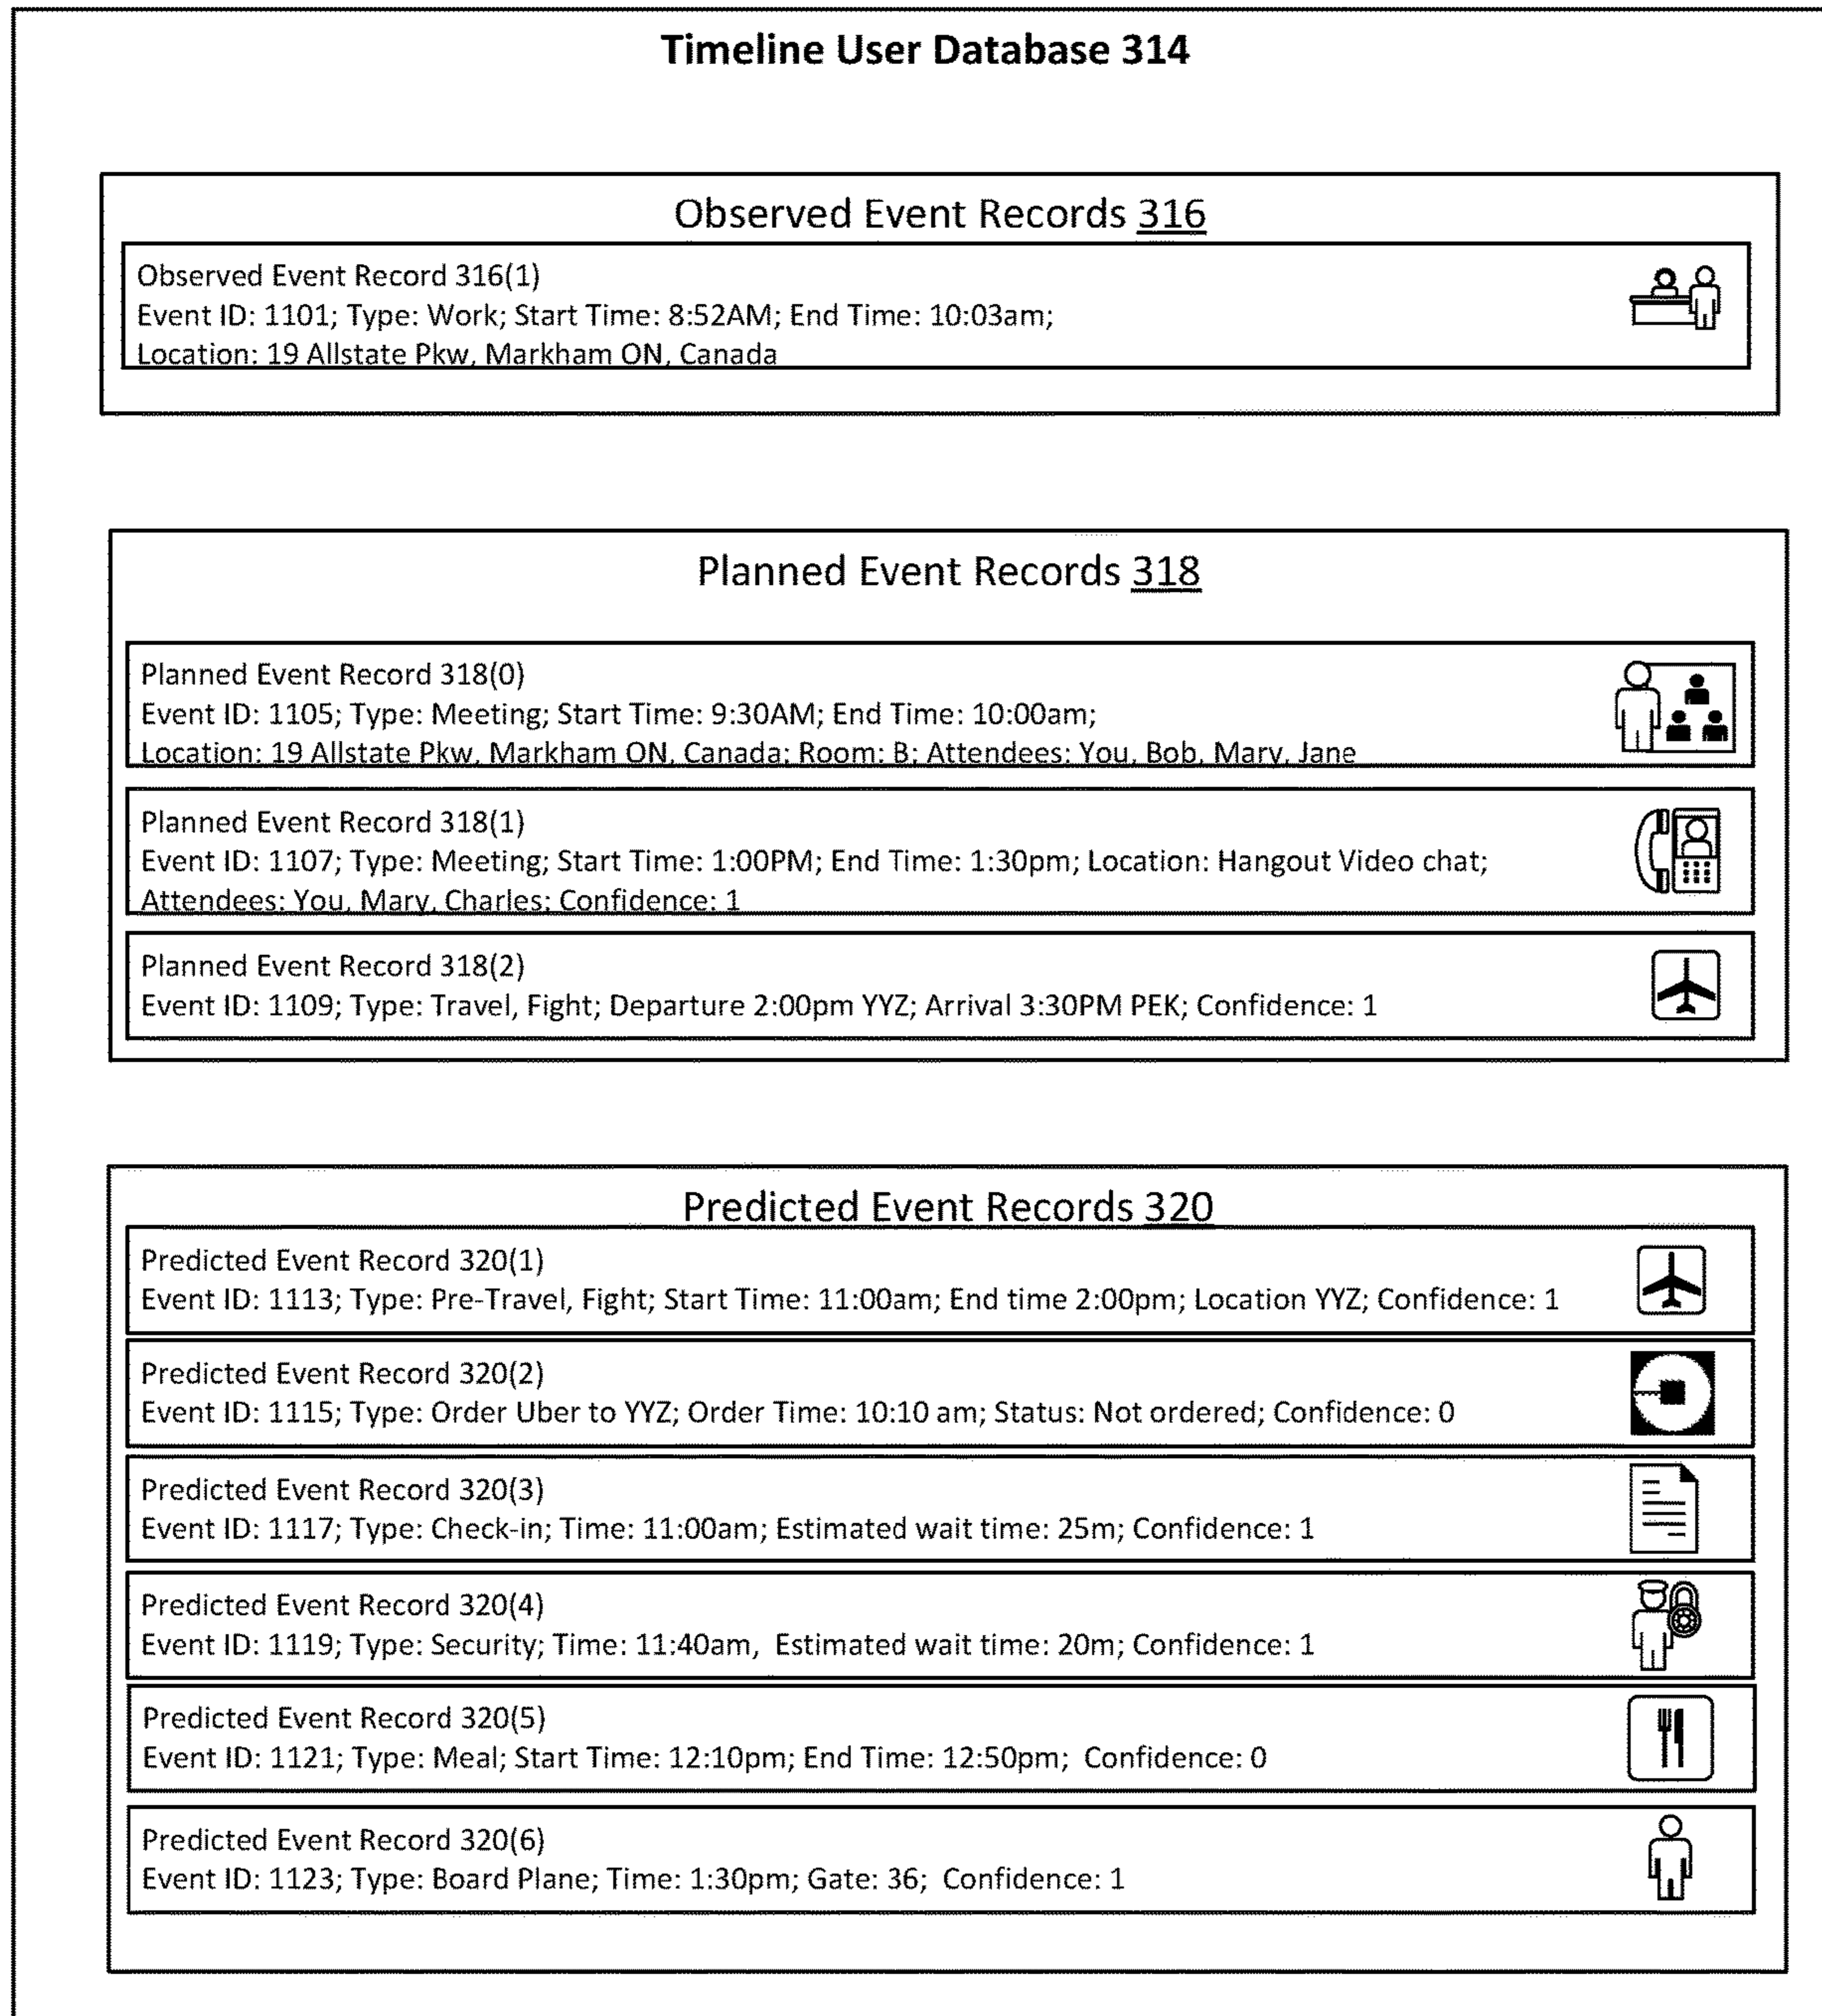 Timeline User Database 314
Observed Event Records 316
Observed Event Record 316(1)
Event ID: 1101; Type: Work; Start Time: 8:52AM; End Time: 10:03am;
Location: 19 Allstate Pkw, Markham ON, Canada
Planned Event Records 318
Planned Event Record 318(0)
Event ID: 1105; Type: Meeting; Start Time: 9:30AM; End Time: 10:00am;
Location: 19 Allstate Pkw, Markham ON, Canada; Room: B; Attendees: You, Bob, Mary, Jane
Planned Event Record 318(1)
Event ID: 1107; Type: Meeting; Start Time: 1:00PM; End Time: 1:30pm; Location: Hangout Video chat;
Attendees: You, Mary, Charles; Confidence: 1
Planned Event Record 318(2)
Event ID: 1109; Type: Travel, Fight; Departure 2:00pm YYZ; Arrival 3:30PM PEK; Confidence: 1
Predicted Event Records 320
Predicted Event Record 320(1)
Event ID: 1113; Type: Pre-Travel, Fight; Start Time: 11:00am; End time 2:00pm; Location YYZ; Confidence: 1
Predicted Event Record 320(2)
Event ID: 1115; Type: Order Uber to YYZ; Order Time: 10:10 am; Status: Not ordered; Confidence: 0
Predicted Event Record 320(3)
Event ID: 1117; Type: Check-in; Time: 11:00am; Estimated wait time: 25m; Confidence: 1
Predicted Event Record 320(4)
Event ID: 1119; Type: Security; Time: 11:40am,  Estimated wait time: 20m; Confidence: 1
Predicted Event Record 320(5)
Event ID: 1121; Type: Meal; Start Time: 12:10pm; End Time: 12:50pm;  Confidence: 0
Predicted Event Record 320(6)
Event ID: 1123; Type: Board Plane; Time: 1:30pm; Gate: 36;  Confidence: 1